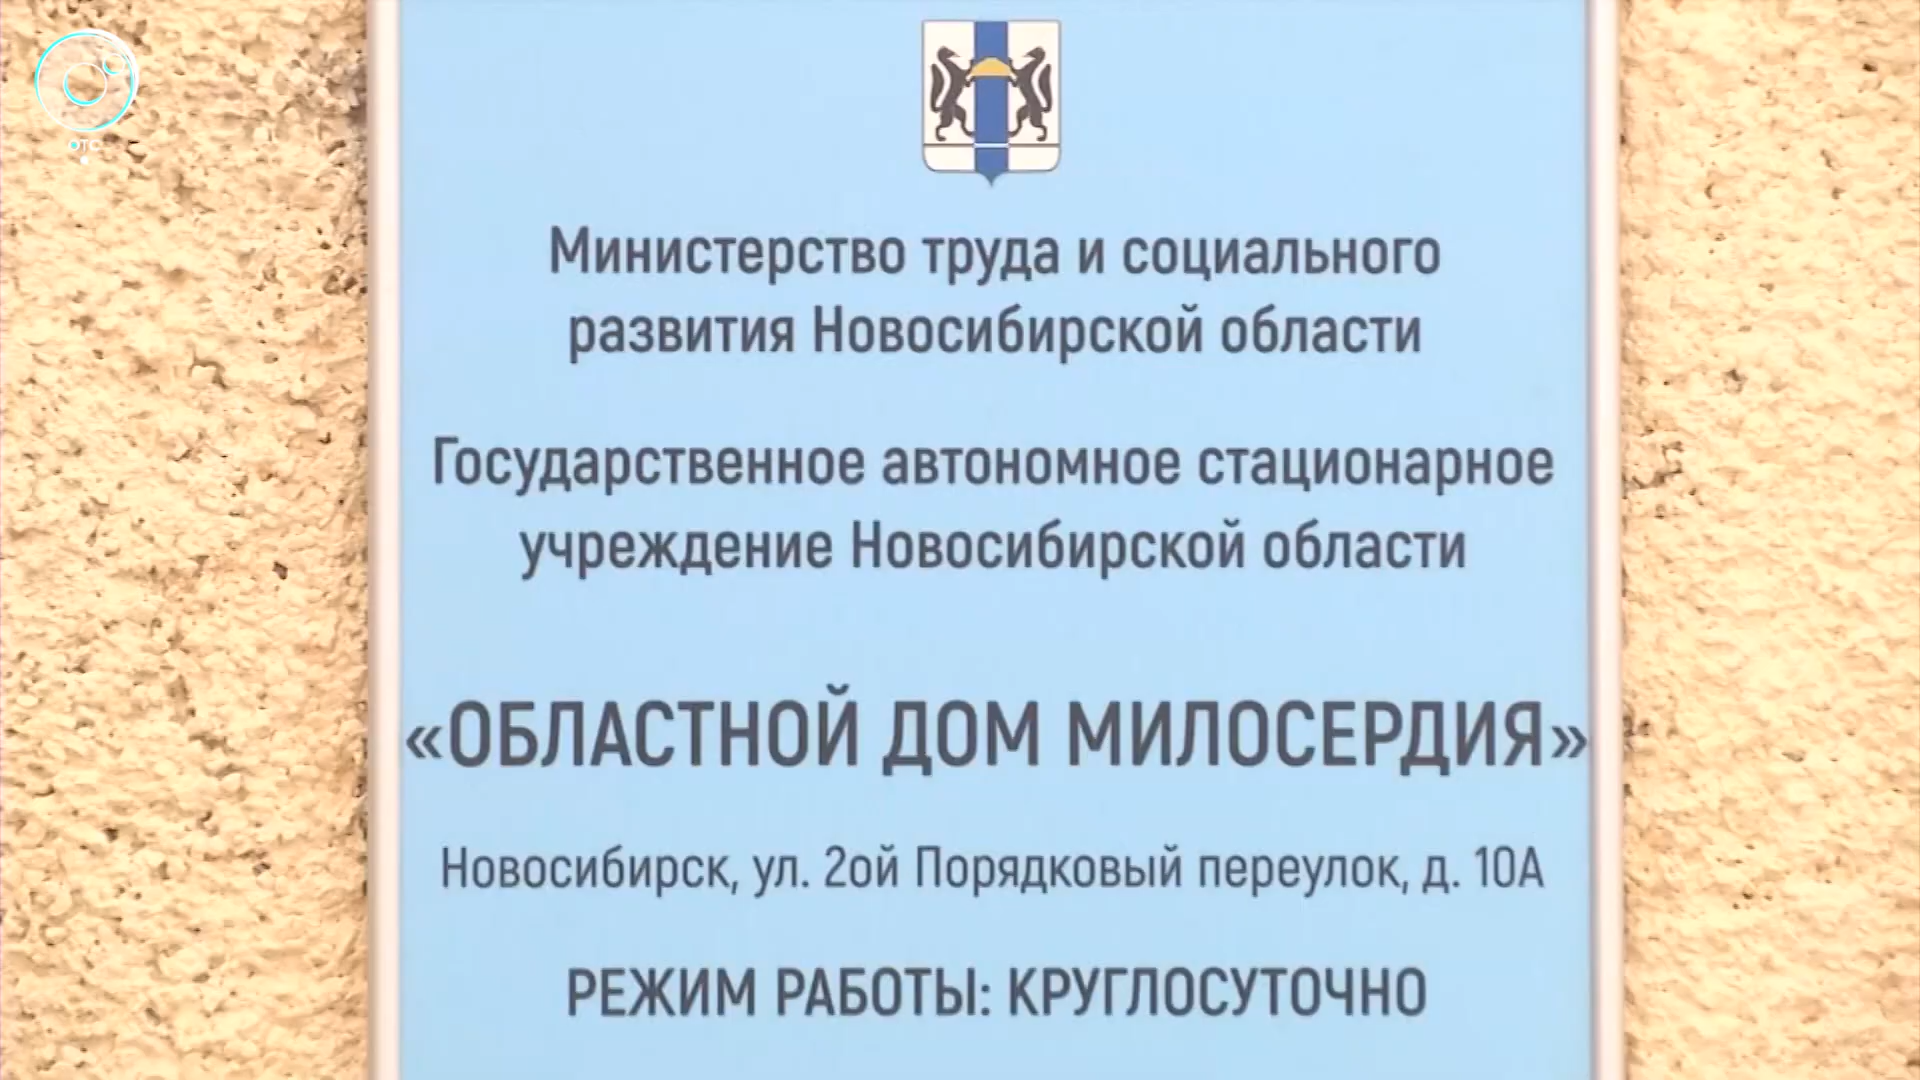 ОТС
Министерство труда и социального
развития Новосибирской области
Государственное автономное стационарное
учреждение Новосибирской области
«ОБЛАСТНОЙ ДОМ МИЛОСЕРДИЯ»
Новосибирск, ул. 2ой Порядковый переулок, д. 10А
РЕЖИМ РАБОТЫ: КРУГЛОСУТОЧНО